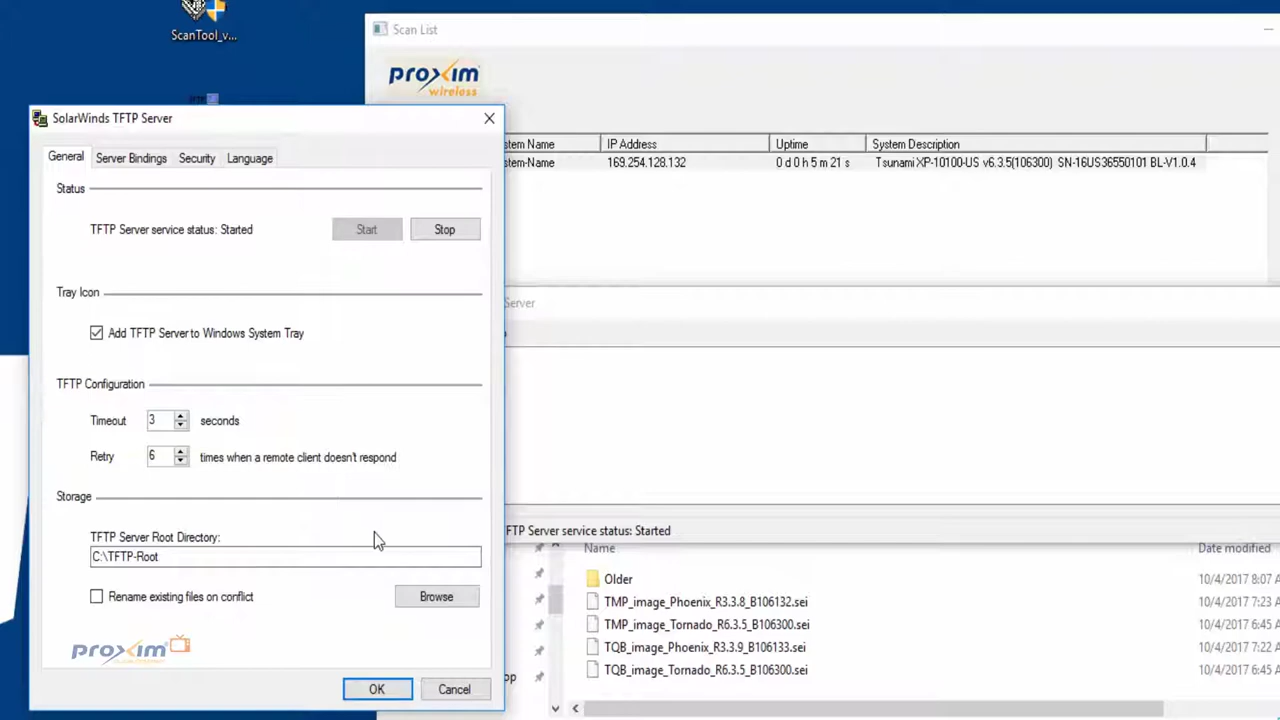 ScanTool_v...
Scan List
proxim
wireless
SolarWinds TFTP Server
General Server Bindings Security Language
stem Name IP Address Uptime System Description
stem-Name 169.254.128.132 0 d 0 h 5 m 21 s Tsunami XP-10100-US v6.3.5(106300) SN-16US36550101 BL-V1.0.4
Status
TFTP Server service status: Started Start Stop
Tray Icon
Server
Add TFTP Server to Windows System Tray
TFTP Configuration
Timeout 3 seconds
Retry 6 times when a remote client doesn't respond
Storage
TFTP Server Root Directory:
C:\TFTP-Root
Rename existing files on conflict Browse
proxim
OK Cancel
FTP Server service status: Started
Name Date modified
Older 10/4/2017 8:07 A
TMP_image_Phoenix_R3.3.8_B106132.sei 10/4/2017 7:23 A
TMP_image_Tornado_R6.3.5_B106300.sei 10/4/2017 6:45 A
TQB_image_Phoenix_R3.3.9_B106133.sei 10/4/2017 7:22 A
TQB_image_Tornado_R6.3.5_B106300.sei 10/4/2017 6:45 A